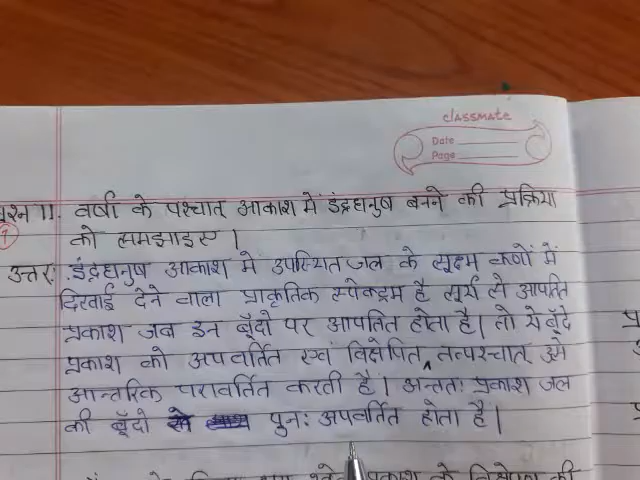 classmate
Date
Page
प्रश्न 11. वर्षा के पश्चात आकाश में इंद्रधनुष बनने की प्रक्रिया
को समझाइए।
उत्तर: इंद्रधनुष आकाश में उपस्थित जल के सूक्ष्म कणों में
दिखाई देने वाला प्राकृतिक स्पेक्ट्रम है सूर्य से आपतित
प्रकाश जब इन बूँदो पर आपतित होता है। तो ये बूँदे
प्रकाश को अपवर्तित एवं विक्षेपित, तत्पश्चात् उसे
आन्तरिक परावर्तित करती है। अन्ततः प्रकाश जल
की बूँदो से पुनः अपवर्तित होता है।
प्रकाश के विक्षेपण की